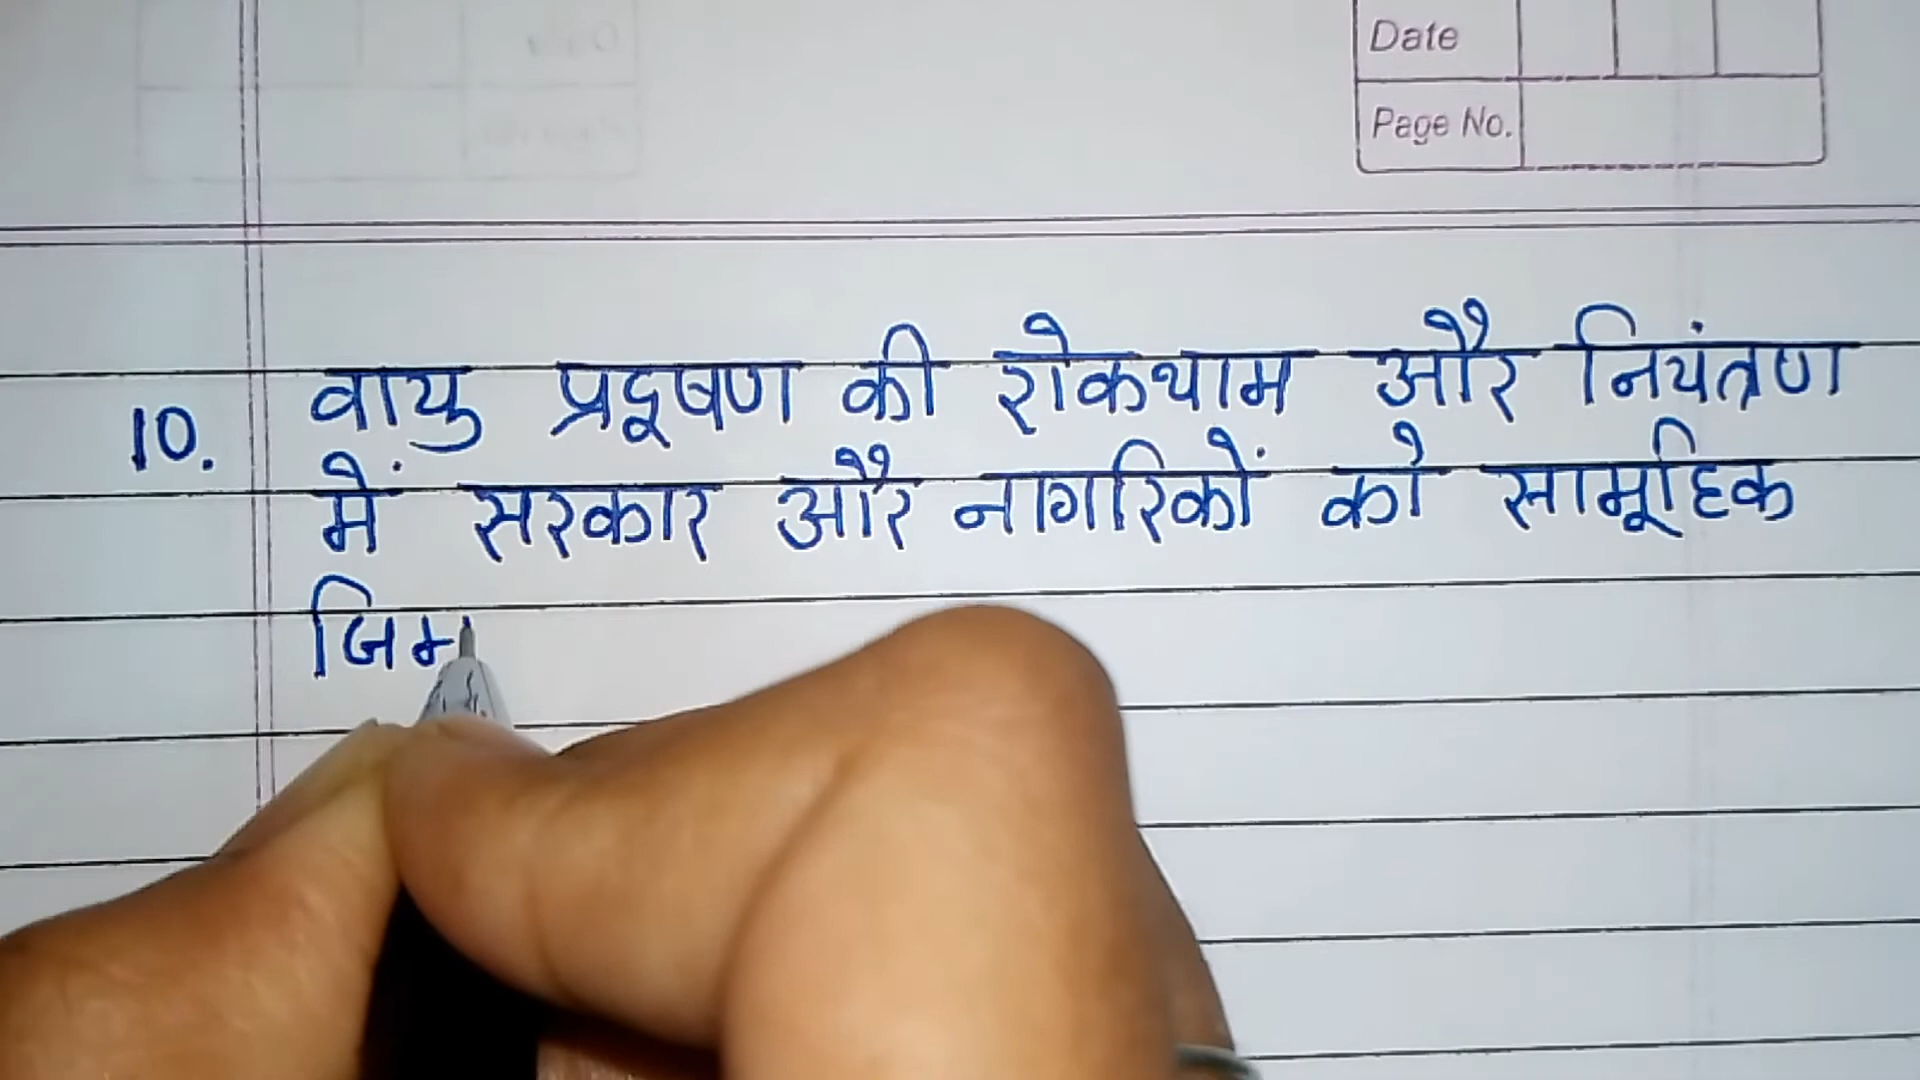 Date
Page No.
10. वायु प्रदूषण की रोकथाम और नियंत्रण
में सरकार और नागरिकों को सामूहिक
जिम